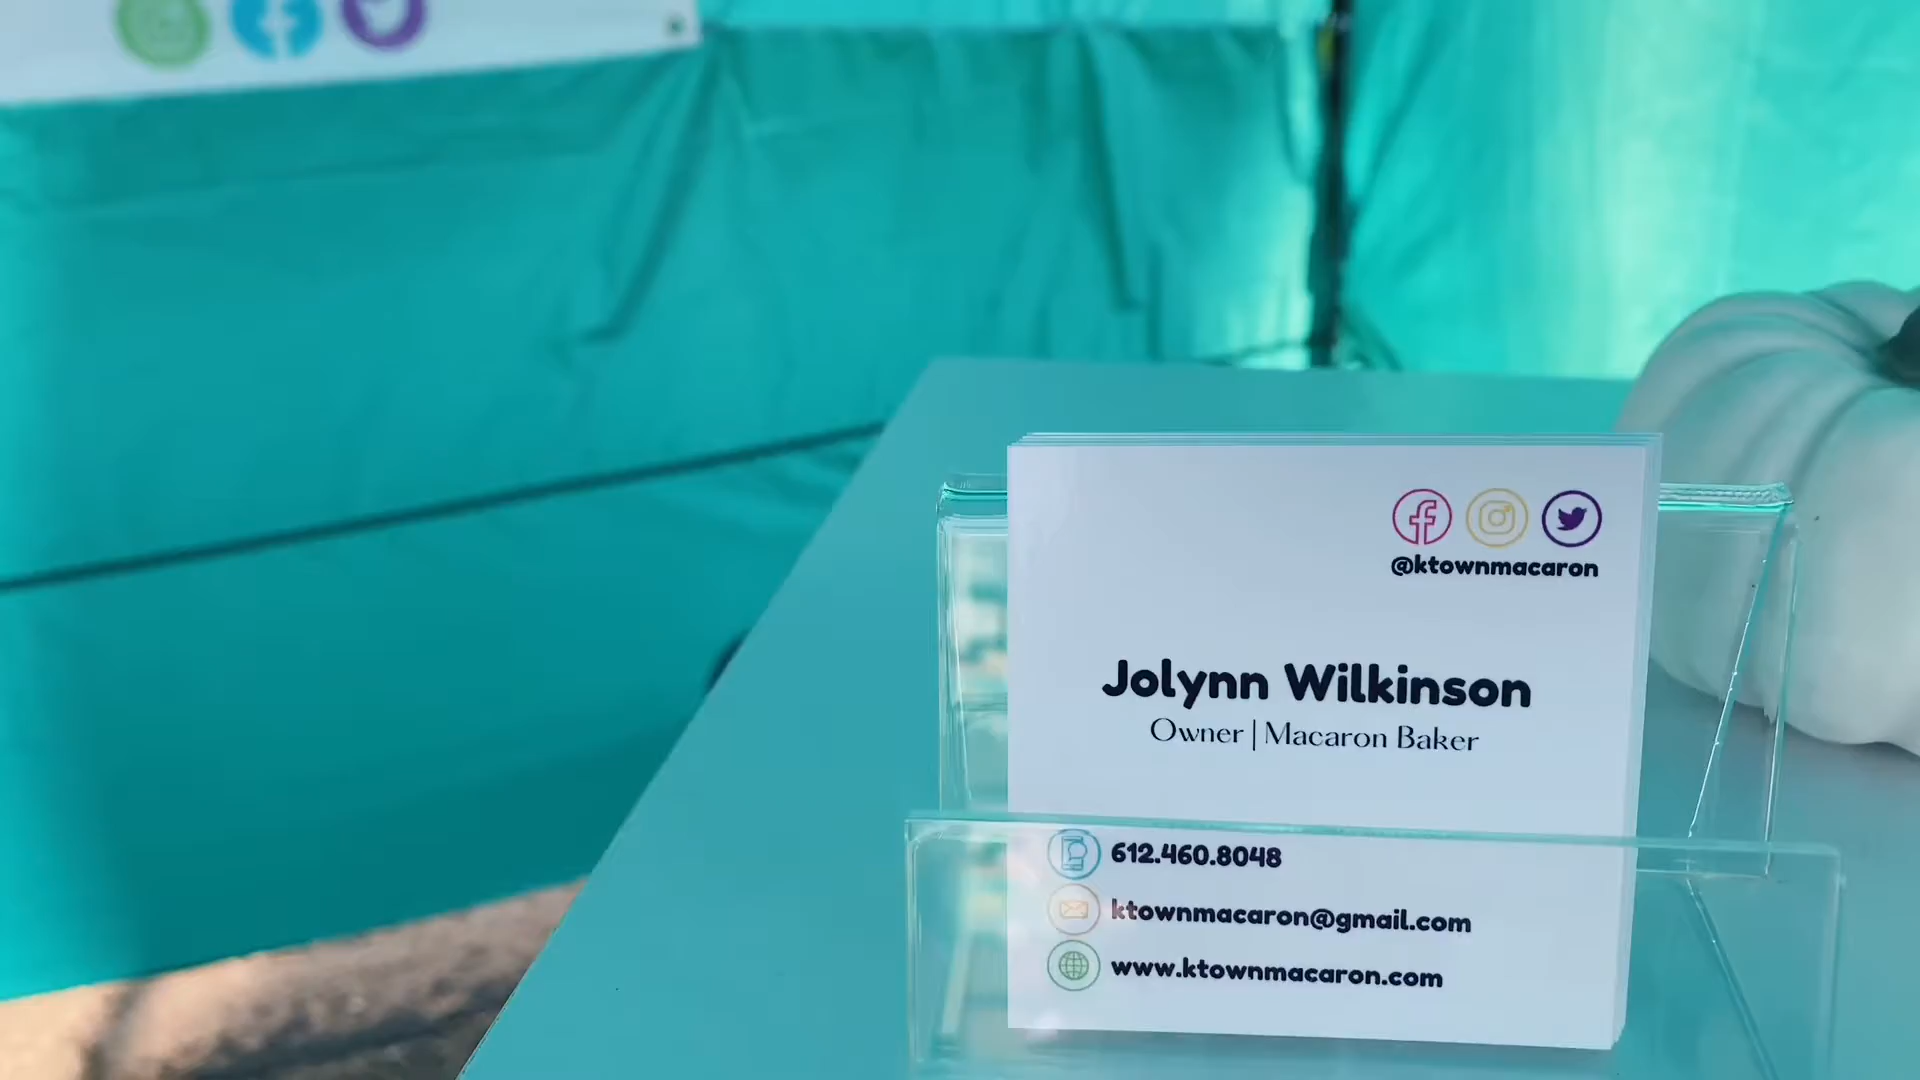 @ktownmacaron
Jolynn Wilkinson
Owner | Macaron Baker
612.460.8048
ktownmacaron@gmail.com
www.ktownmacaron.com